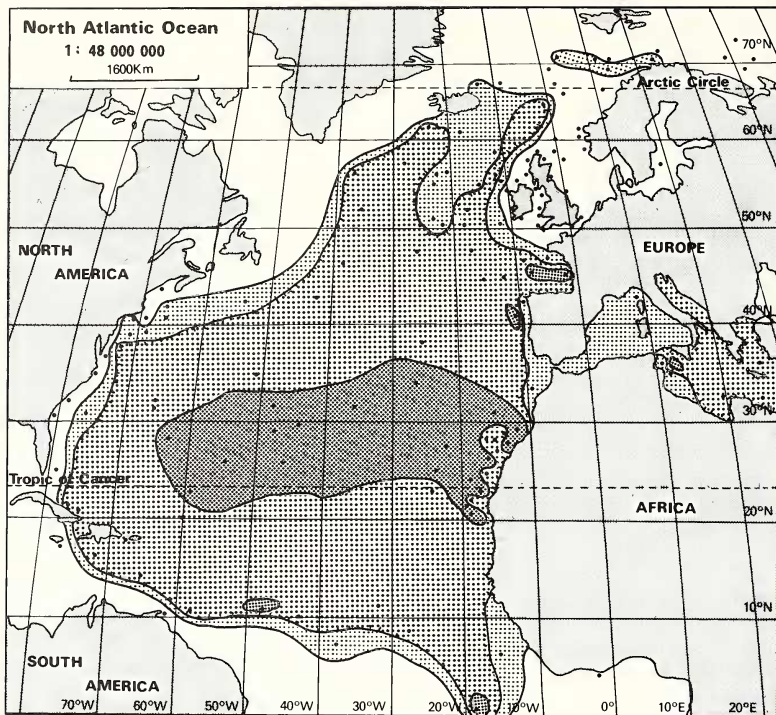 North Atlantic Ocean
1: 48 000 000
1600Km
70°N
Arctic Circle
60°N
50°N
NORTH
AMERICA
EUROPE
40°N
30°N
Tropic of Cancer
AFRICA
20°N
10°N
SOUTH
AMERICA
70°W
60°W
50°W
40°W
30°W
20°W
10°W
0°
10°E
20°E